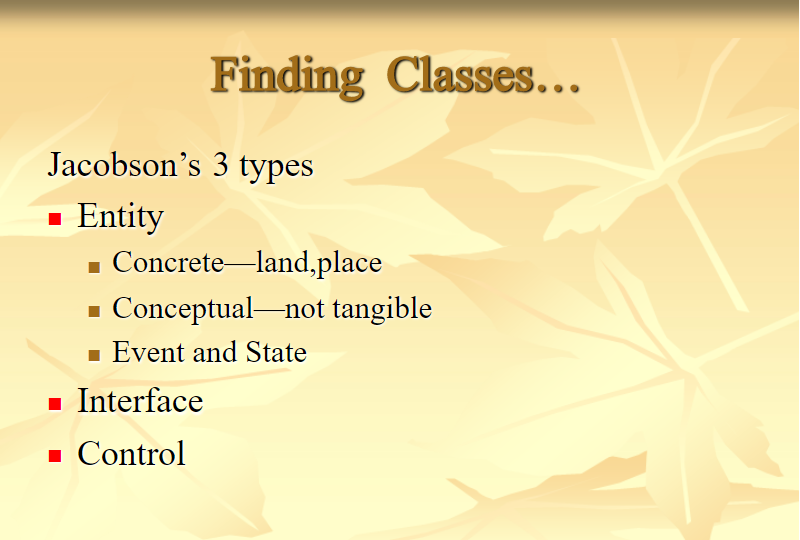 Finding Classes…
Jacobson’s 3 types
Entity
Concrete—land,place
Conceptual—not tangible
Event and State
Interface
Control